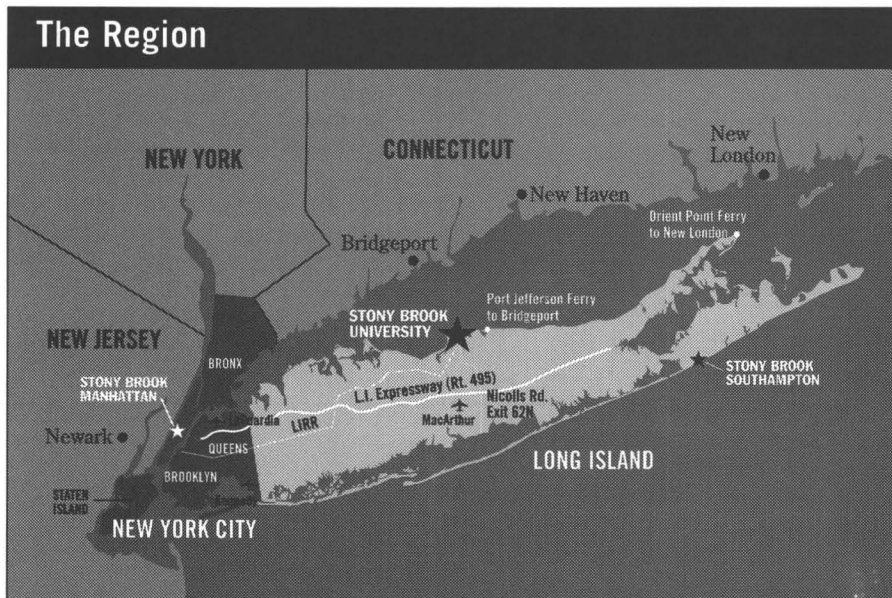 The Region
NEW YORK
CONNECTICUT
New
London
New Haven
Orient Point Ferry
to New London
Bridgeport
STONY BROOK
UNIVERSITY
Port Jefferson Ferry
to Bridgeport
NEW JERSEY
BRONX
STONY BROOK
MANHATTAN
STONY BROOK
SOUTHAMPTON
L.I. Expressway (Rt. 495)
Nicolls Rd.
Exit 62N
LaGuardia
LIRR
MacArthur
Newark
QUEENS
BROOKLYN
LONG ISLAND
STATEN
ISLAND
Kennedy
NEW YORK CITY